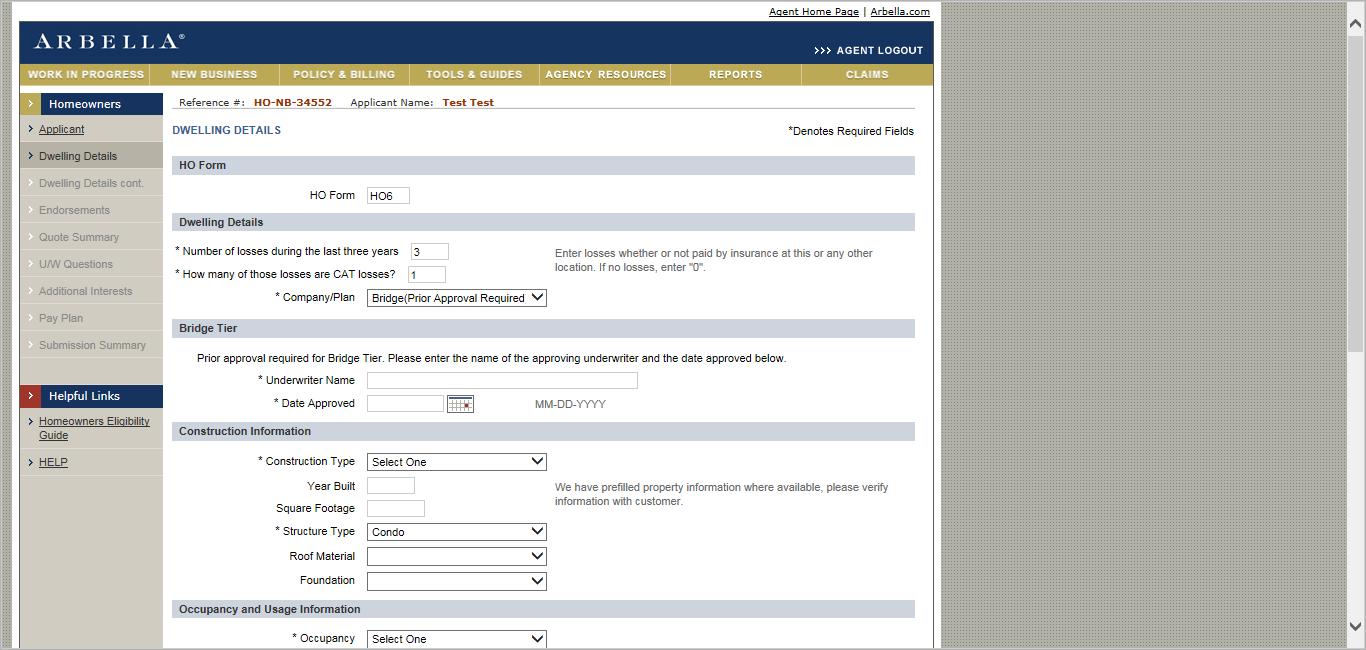 Agent Home Page | Arbella.com
ARBELLA®
>>> AGENT LOGOUT
WORK IN PROGRESS NEW BUSINESS POLICY & BILLING TOOLS & GUIDES AGENCY RESOURCES REPORTS CLAIMS
Homeowners
Applicant
Dwelling Details
Dwelling Details cont.
Endorsements
Quote Summary
U/W Questions
Additional Interests
Pay Plan
Submission Summary
Helpful Links
Homeowners Eligibility
Guide
HELP
Reference #: HO-NB-34552 Applicant Name: Test Test
DWELLING DETAILS
*Denotes Required Fields
HO Form
HO Form HO6
Dwelling Details
* Number of losses during the last three years 3
* How many of those losses are CAT losses? 1
Enter losses whether or not paid by insurance at this or any other
location. If no losses, enter "0".
* Company/Plan Bridge(Prior Approval Required
Bridge Tier
Prior approval required for Bridge Tier. Please enter the name of the approving underwriter and the date approved below.
* Underwriter Name
* Date Approved MM-DD-YYYY
Construction Information
* Construction Type Select One
Year Built
Square Footage
We have prefilled property information where available, please verify
information with customer.
* Structure Type Condo
Roof Material
Foundation
Occupancy and Usage Information
* Occupancy Select One